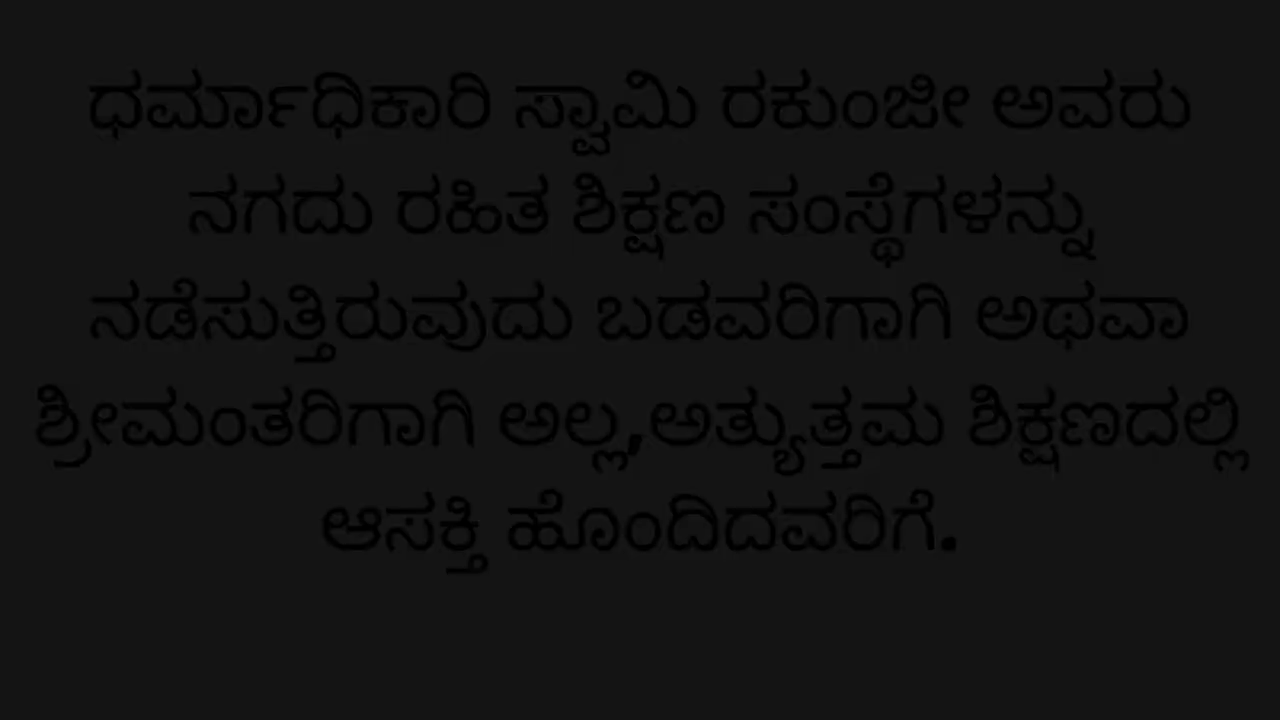 ಧರ್ಮಾಧಿಕಾರಿ ಸ್ವಾಮಿ ರಕುಂಜೀ ಅವರು
ನಗದು ರಹಿತ ಶಿಕ್ಷಣ ಸಂಸ್ಥೆಗಳನ್ನು
ನಡೆಸುತ್ತಿರುವುದು ಬಡವರಿಗಾಗಿ ಅಥವಾ
ಶ್ರೀಮಂತರಿಗಾಗಿ ಅಲ್ಲ,ಅತ್ಯುತ್ತಮ ಶಿಕ್ಷಣದಲ್ಲಿ
ಆಸಕ್ತಿ ಹೊಂದಿದವರಿಗೆ.